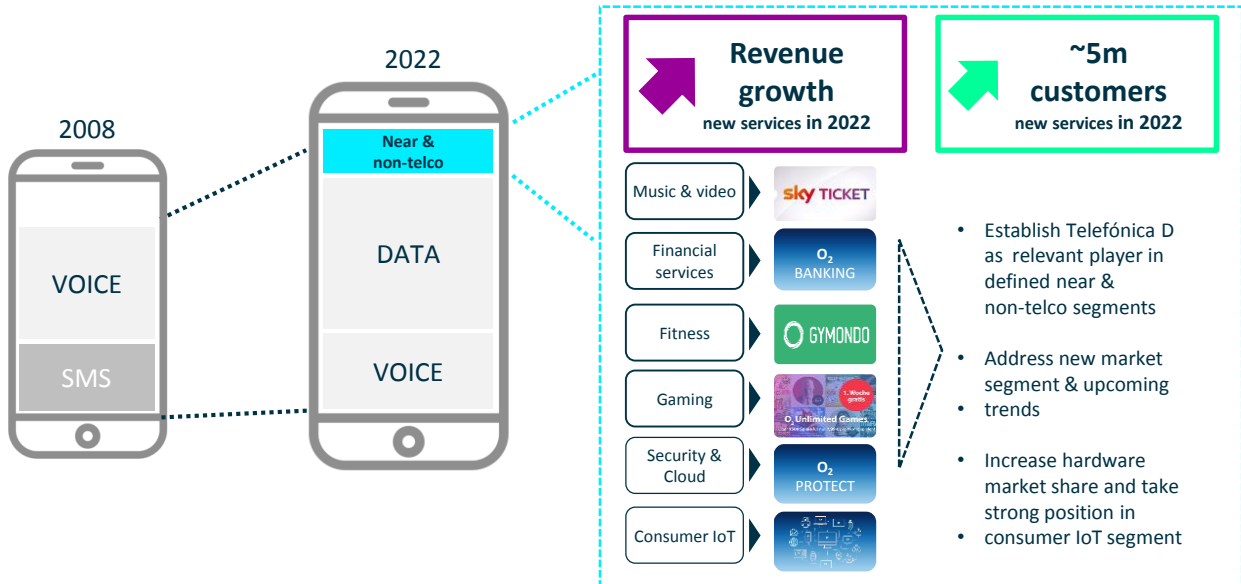 2008
VOICE
SMS
2022
Near &
non-telco
DATA
VOICE
Revenue
growth
new services in 2022
~5m
customers
new services in 2022
Music & video
sky TICKET
Financial
services
O₂
BANKING
Fitness
GYMONDO
Gaming
1. Woche
gratis
O₂ Unlimited Games
Security &
Cloud
O₂
PROTECT
Consumer IoT
• Establish Telefónica D
as relevant player in
defined near &
non-telco segments
• Address new market
segment & upcoming
• trends
• Increase hardware
market share and take
strong position in
• consumer IoT segment